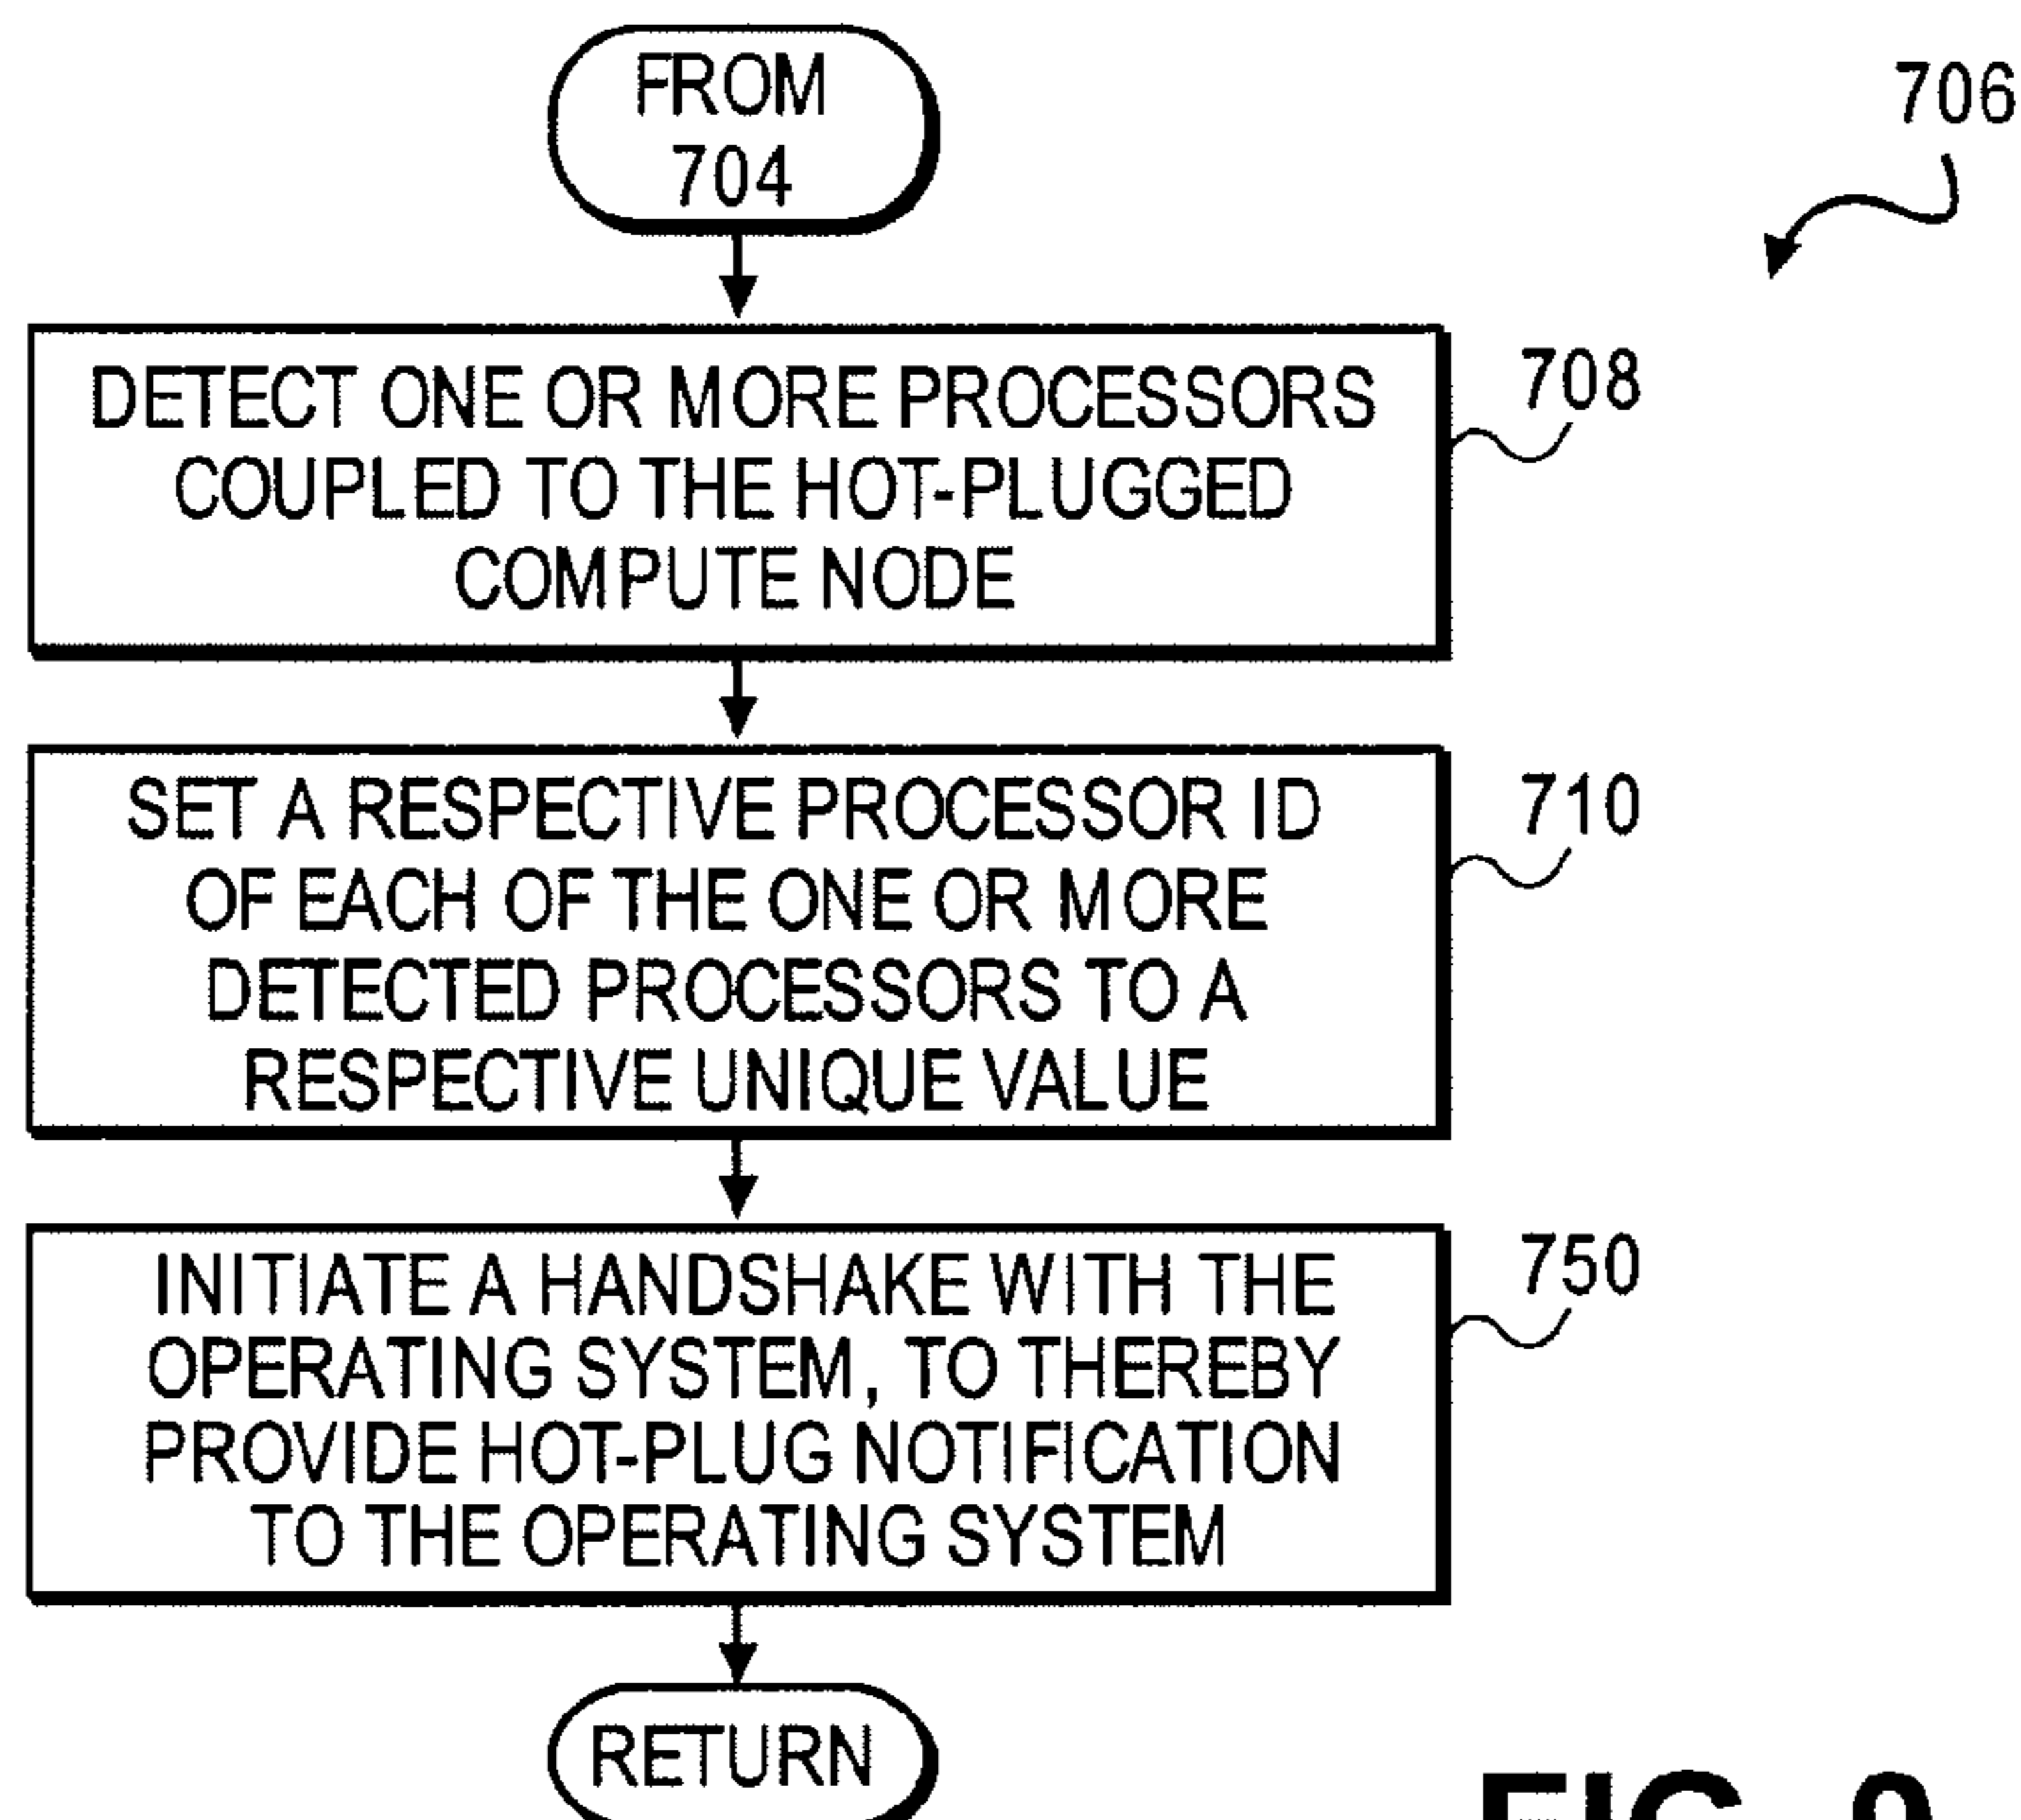 FROM
704
706
DETECT ONE OR MORE PROCESSORS
COUPLED TO THE HOT-PLUGGED
COMPUTE NODE
708
SET A RESPECTIVE PROCESSOR ID
OF EACH OF THE ONE OR MORE
DETECTED PROCESSORS TO A
RESPECTIVE UNIQUE VALUE
710
INITIATE A HANDSHAKE WITH THE
OPERATING SYSTEM, TO THEREBY
PROVIDE HOT-PLUG NOTIFICATION
TO THE OPERATING SYSTEM
750
RETURN
FIG.